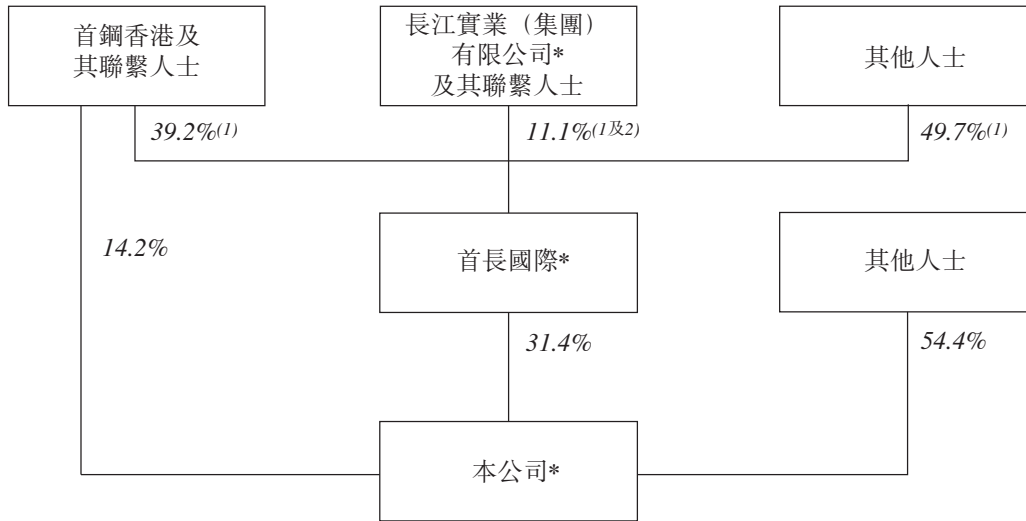 首鋼香港及
其聯繫人士
長江實業（集團）
有限公司*
及其聯繫人士
其他人士
39.2%(1)
11.1%(1及2)
49.7%(1)
14.2%
首長國際*
其他人士
31.4%
54.4%
本公司*